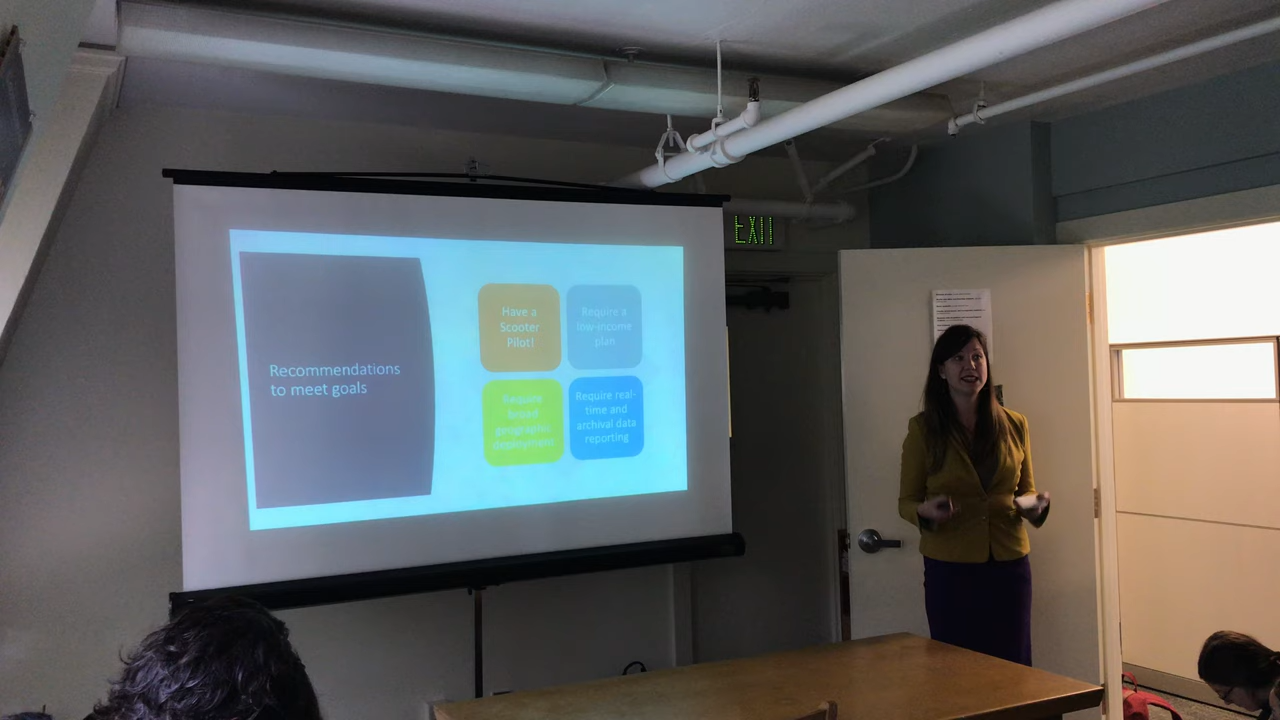 Recommendations
to meet goals
Have a
Scooter
Pilot!
Require a
low-income
plan
Require
broad
geographic
deployment
Require real-
time and
archival data
reporting
EXIT